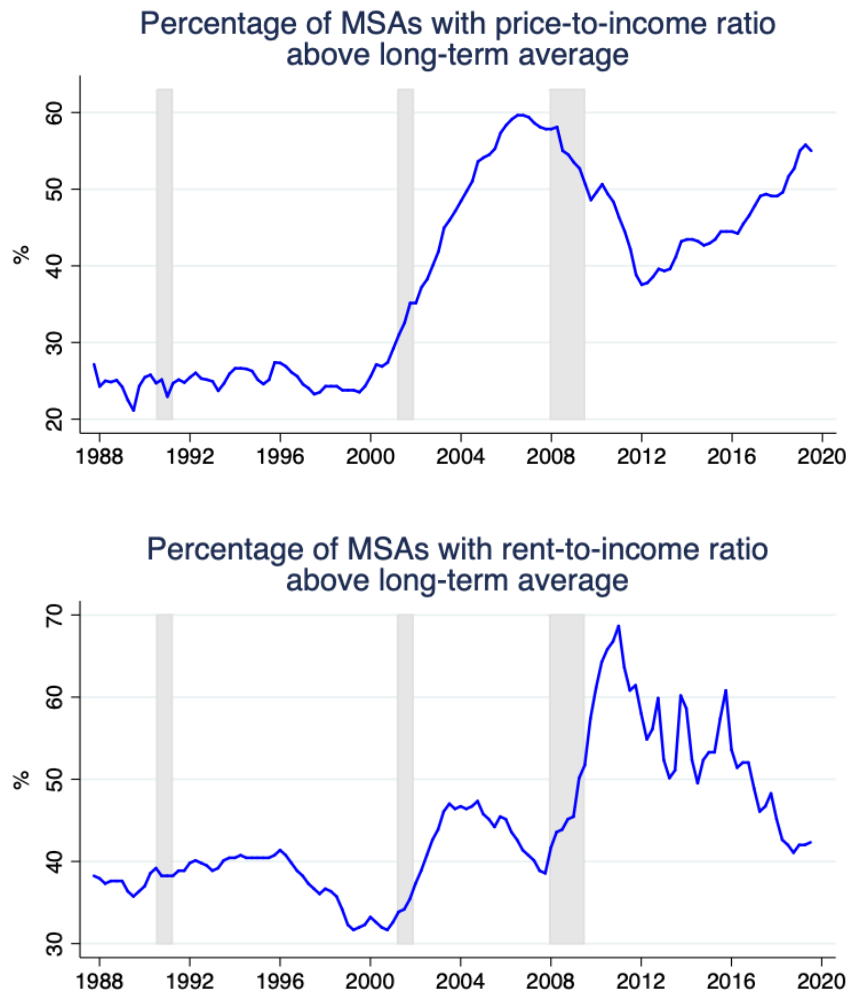 Percentage of MSAs with price-to-income ratio
above long-term average
60
50
40
30
20
%
1988 1992 1996 2000 2004 2008 2012 2016 2020
Percentage of MSAs with rent-to-income ratio
above long-term average
70
60
50
40
30
%
1988 1992 1996 2000 2004 2008 2012 2016 2020